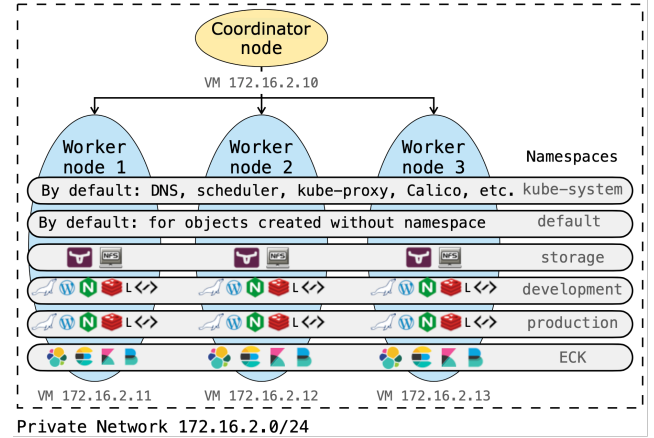 Coordinator
node
VM 172.16.2.10
Worker
node 1
Worker
node 2
Worker
node 3
Namespaces
By default: DNS, scheduler, kube-proxy, Calico, etc. kube-system
By default: for objects created without namespace default
NFS NFS NFS storage
L </> L </> L </> development
L </> L </> L </> production
ECK
VM 172.16.2.11 VM 172.16.2.12 VM 172.16.2.13
Private Network 172.16.2.0/24